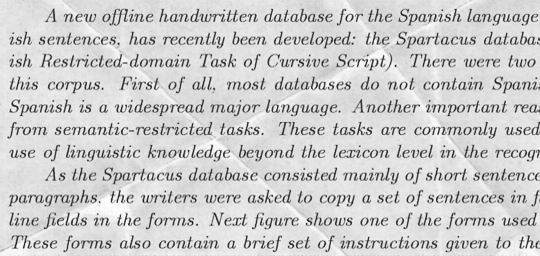 A new offline handwritten database for the Spanish language
ish sentences, has recently been developed: the Spartacus databas
ish Restricted-domain Task of Cursive Script). There were two
this corpus. First of all, most databases do not contain Spani
Spanish is a widespread major language. Another important rea
from semantic-restricted tasks. These tasks are commonly used
use of linguistic knowledge beyond the lexicon level in the recogn
As the Spartacus database consisted mainly of short sentence
paragraphs, the writers were asked to copy a set of sentences in f
line fields in the forms. Next figure shows one of the forms used
These forms also contain a brief set of instructions given to the